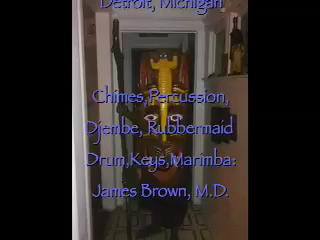 Detroit, Michigan
Chimes,Percussion,
Djembe, Rubbermaid
Drum,Keys,Marimba:
James Brown, M.D.